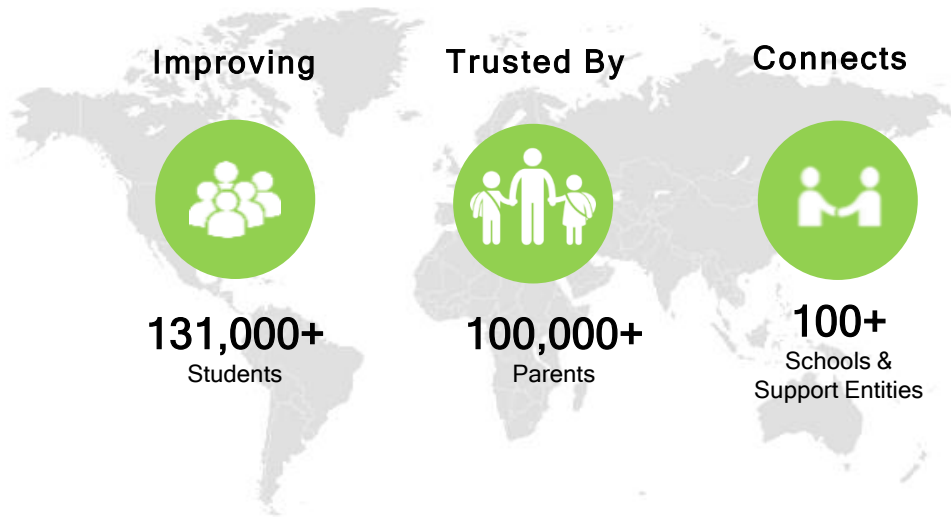 Improving
131,000+
Students
Trusted By
100,000+
Parents
Connects
100+
Schools &
Support Entities